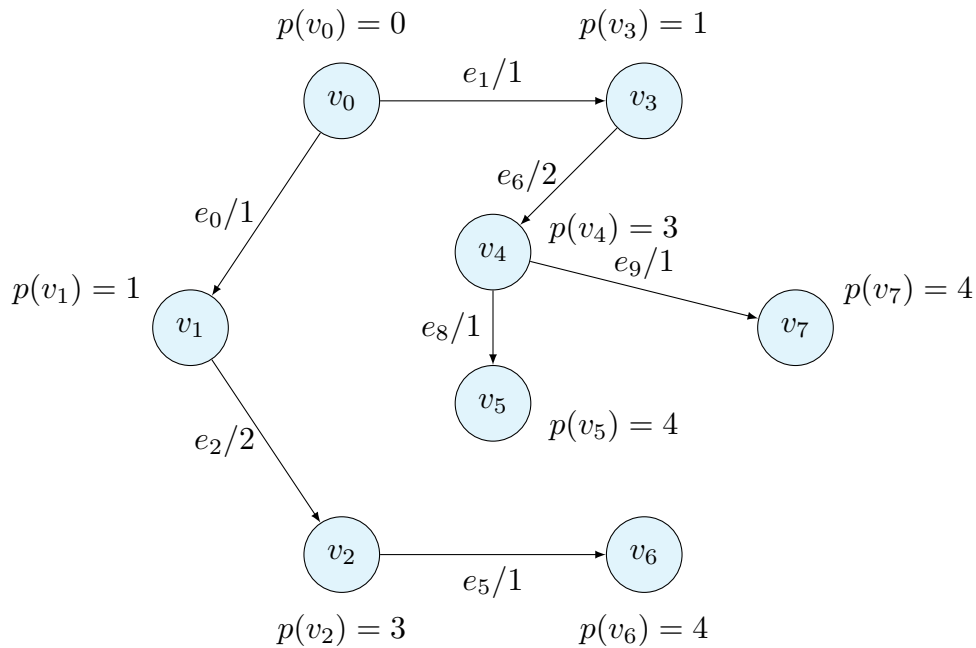 p(v₀) = 0
p(v₃) = 1
v₀
e₁/1
v₃
e₆/2
e₀/1
p(v₄) = 3
v₄
e₉/1
p(v₁) = 1
p(v₇) = 4
v₁
e₈/1
v₇
v₅
p(v₅) = 4
e₂/2
v₂
v₆
e₅/1
p(v₂) = 3
p(v₆) = 4